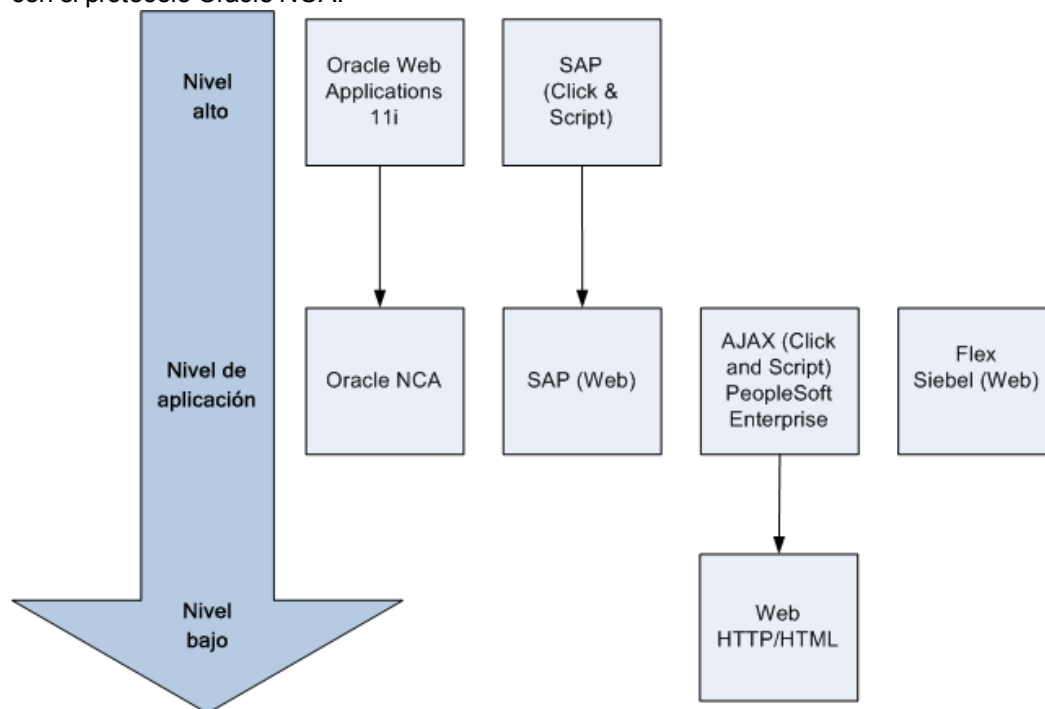 con el protocolo Oracle NCA.
Nivel
alto
Oracle Web
Applications
11i
SAP
(Click &
Script)
Nivel de
aplicación
Oracle NCA
SAP (Web)
AJAX (Click
and Script)
PeopleSoft
Enterprise
Flex
Siebel (Web)
Nivel
bajo
Web
HTTP/HTML